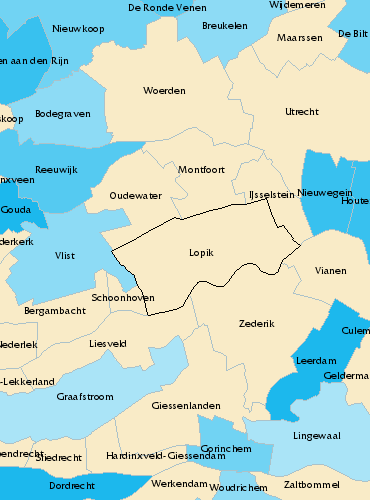 Wijdemeren
De Ronde Venen
Nieuwkoop
Breukelen
De Bilt
Maarssen
en aan den Rijn
Woerden
Bodegraven
Utrecht
skoop
Reeuwijk
Montfoort
nxveen
Oudewater
IJsselstein
Nieuwegein
Houte
Gouda
derkerk
Vlist
Lopik
Vianen
Schoonhoven
Bergambacht
Zederik
Culem
Nederlek
Liesveld
Leerdam
Gelderma
-Lekkerland
Graafstroom
Giessenlanden
Lingewaal
Gorinchem
pendrecht
Sliedrecht
Hardinxveld-Giessendam
Dordrecht
Werkendam
Woudrichem
Zaltbommel